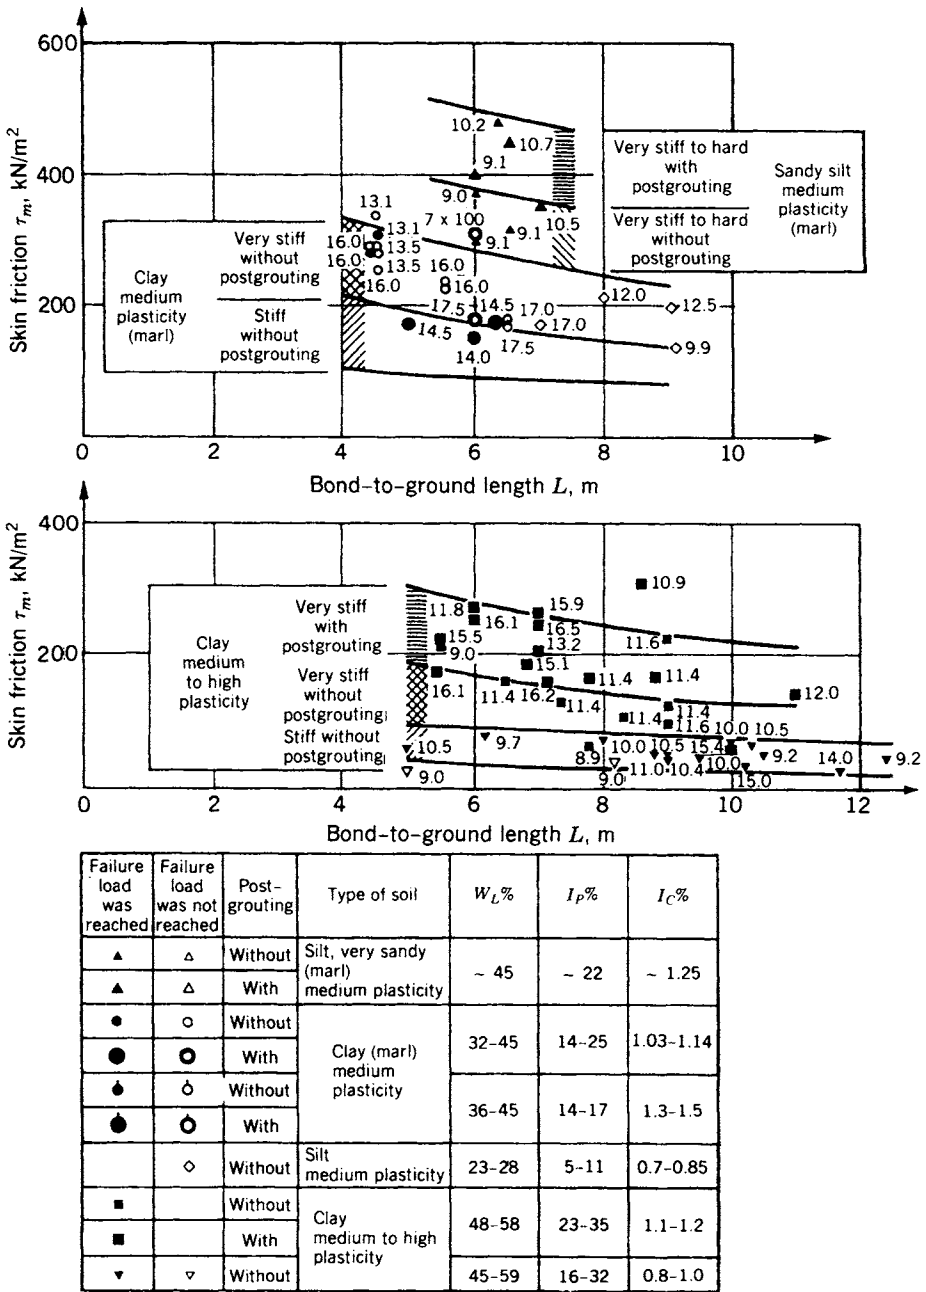 600
400
200
0
Skin friction τm, kN/m²
0
2
4
6
8
10
Bond-to-ground length L, m
Clay
medium
plasticity
(marl)
Very stiff
without
postgrouting
Stiff
without
postgrouting
Very stiff to hard
with
postgrouting
Very stiff to hard
without
postgrouting
Sandy silt
medium
plasticity
(marl)
10.2
10.7
9.1
9.0
10.5
9.1
7 x 100
9.1
13.1
13.1
16.0
13.5
16.0
13.5
16.0
16.0
16.0
17.5
14.5
17.0
17.0
14.5
14.0
17.5
12.0
12.5
9.9
400
200
0
Skin friction τm, kN/m²
0
2
4
6
8
10
12
Bond-to-ground length L, m
Clay
medium
to high
plasticity
Very stiff
with
postgrouting
Very stiff
without
postgrouting
Stiff without
postgrouting
11.8
16.1
15.9
16.5
13.2
15.5
9.0
15.1
16.1
11.4
16.2
11.4
11.4
10.9
11.6
11.4
11.4
11.4
11.6
12.0
10.5
9.0
9.7
8.9
10.0
9.0
10.5
11.0
10.4
15.4
10.0
10.0
10.5
9.2
15.0
14.0
9.2
Failure load was reached
Failure load was not reached
Post-grouting
Type of soil
WL%
IP%
IC%
Without
With
Silt, very sandy
(marl)
medium plasticity
~ 45
~ 22
~ 1.25
Without
With
Without
With
Clay (marl)
medium
plasticity
32-45
14-25
1.03-1.14
36-45
14-17
1.3-1.5
Without
Silt
medium plasticity
23-28
5-11
0.7-0.85
Without
With
Without
Clay
medium to high
plasticity
48-58
23-35
1.1-1.2
45-59
16-32
0.8-1.0